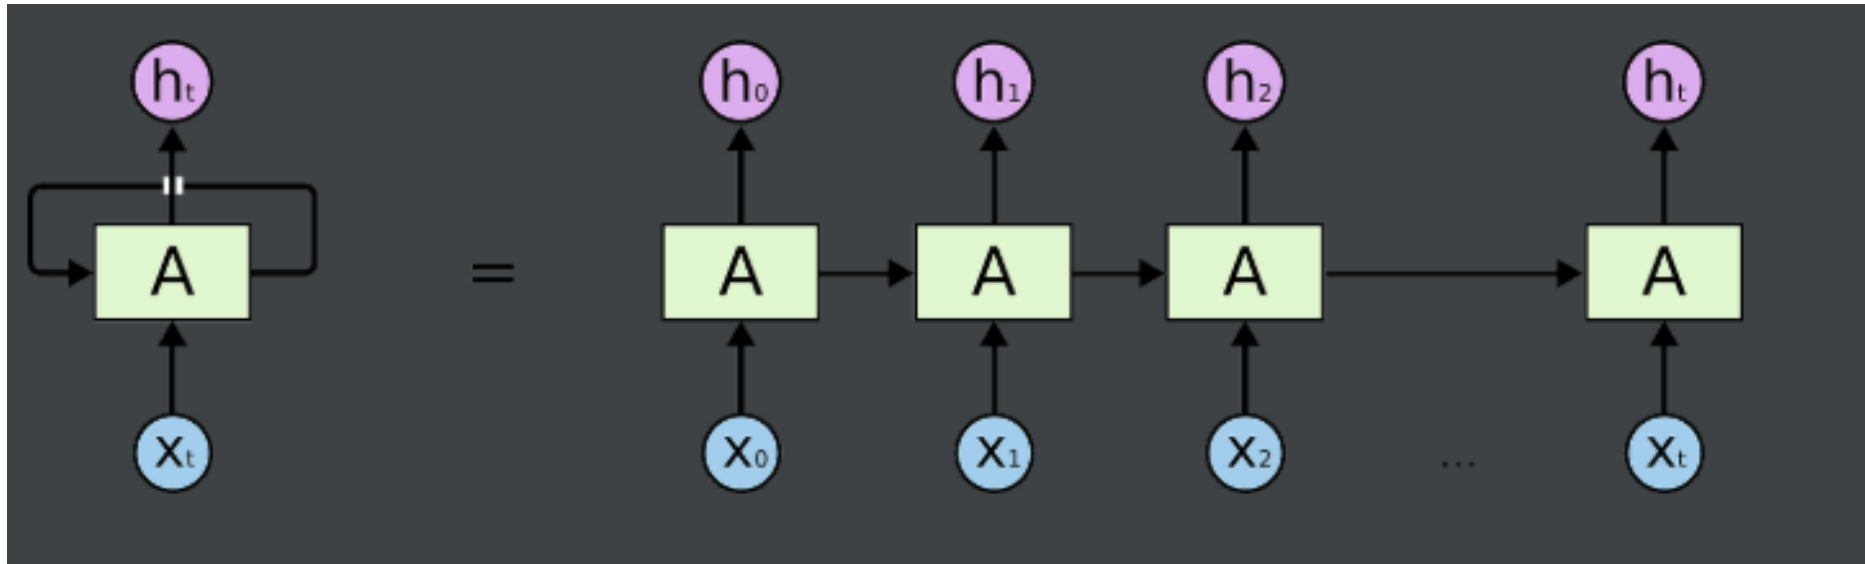 ht h0 h1 h2 ht
A = A A A A
xt x0 x1 x2 ... xt